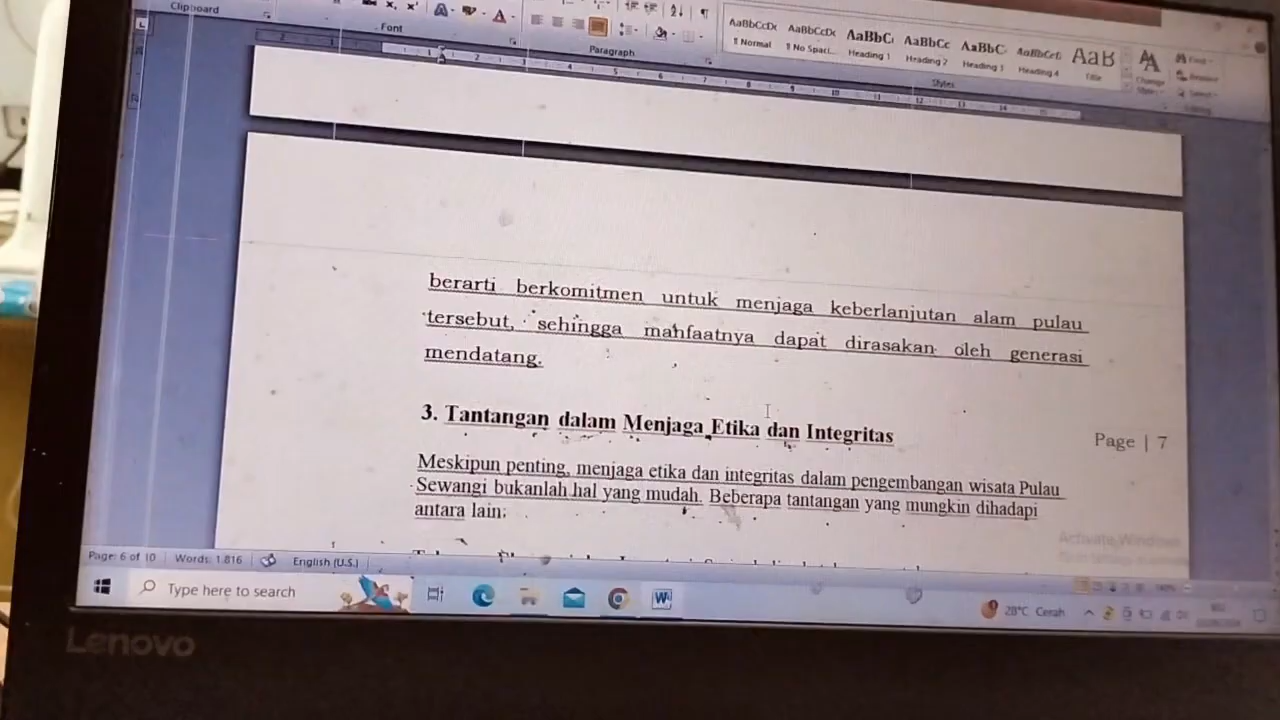 Clipboard
Font
Paragraph
Styles
AaBbCcDc
AaBbCcDc
AaBbC
AaBbCc
AaBbC
AaBbCcI
AaB
¶ Normal
¶ No Spaci...
Heading 1
Heading 2
Heading 3
Heading 4
Title
Change
berarti berkomitmen untuk menjaga keberlanjutan alam pulau
tersebut, sehingga manfaatnya dapat dirasakan oleh generasi
mendatang.
3. Tantangan dalam Menjaga Etika dan Integritas
Page | 7
Meskipun penting, menjaga etika dan integritas dalam pengembangan wisata Pulau
Sewangi bukanlah hal yang mudah. Beberapa tantangan yang mungkin dihadapi
antara lain:
Activate Windows
Page: 6 of 10
Words: 1.816
English (U.S.)
Type here to search
28°C Cerah
Lenovo